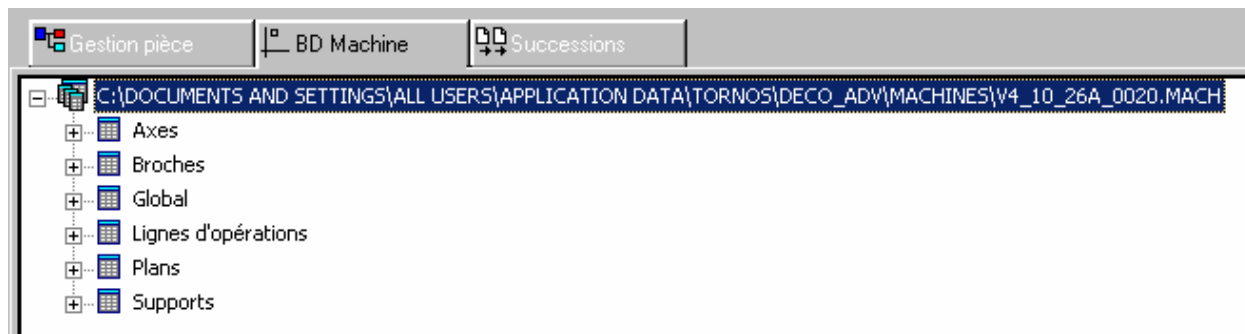 Gestion pièce BD Machine Successions
C:\DOCUMENTS AND SETTINGS\ALL USERS\APPLICATION DATA\TORNOS\DECO_ADV\MACHINES\V4_10_26A_0020.MACH
Axes
Broches
Global
Lignes d'opérations
Plans
Supports